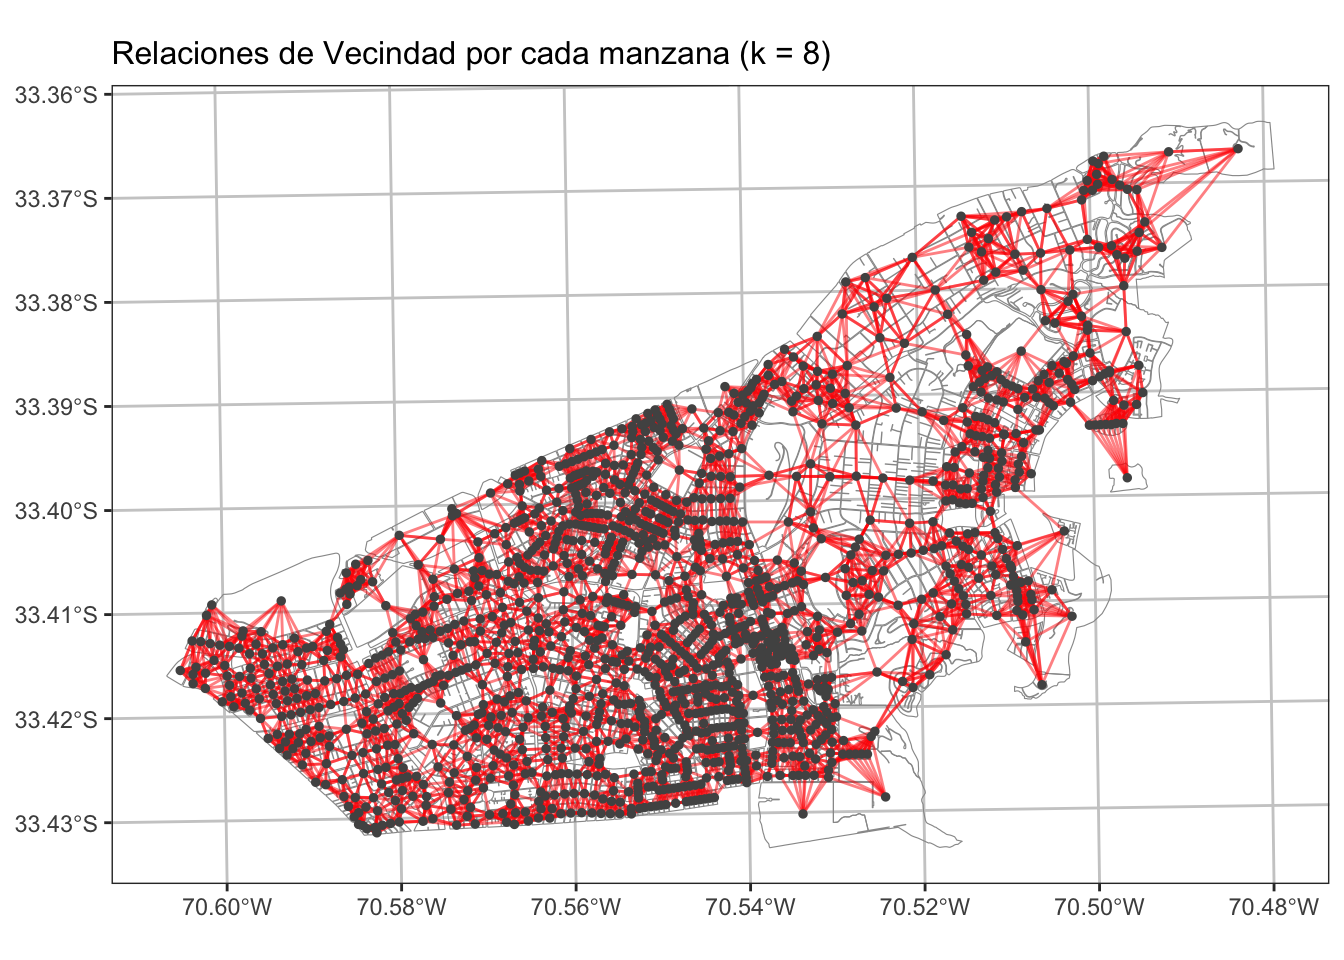 Relaciones de Vecindad por cada manzana (k = 8)
33.36°S
33.37°S
33.38°S
33.39°S
33.40°S
33.41°S
33.42°S
33.43°S
70.60°W 70.58°W 70.56°W 70.54°W 70.52°W 70.50°W 70.48°W